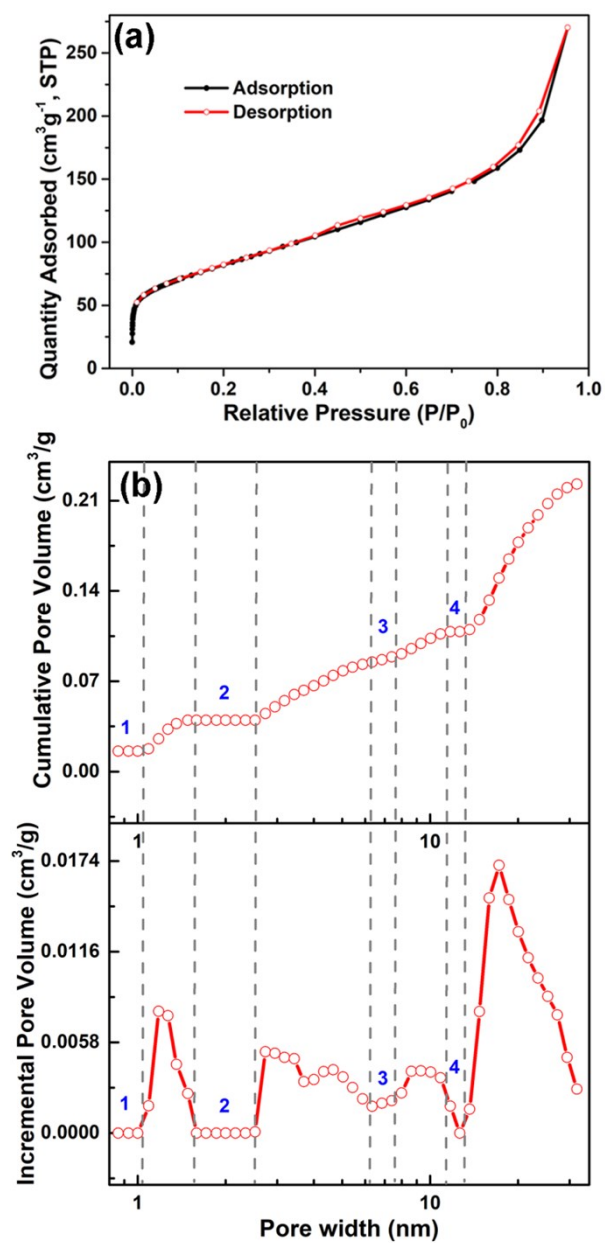 (a)
250
200
150
100
50
0
Quantity Adsorbed (cm³g⁻¹, STP)
Adsorption
Desorption
0.0 0.2 0.4 0.6 0.8 1.0
Relative Pressure (P/P₀)
(b)
0.21
0.14
0.07
0.00
Cumulative Pore Volume (cm³/g)
1
2
3
4
1 10
0.0174
0.0116
0.0058
0.0000
Incremental Pore Volume (cm³/g)
1
2
3
4
1 10
Pore width (nm)